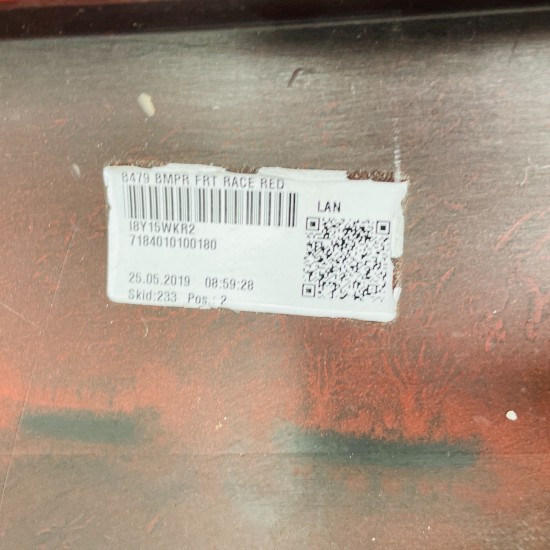 8479 BMPR FRT RACE RED
LAN
I8Y15WKR2
7184010100180
25.05.2019 08:59:28
Skid:233 Pos.: 2